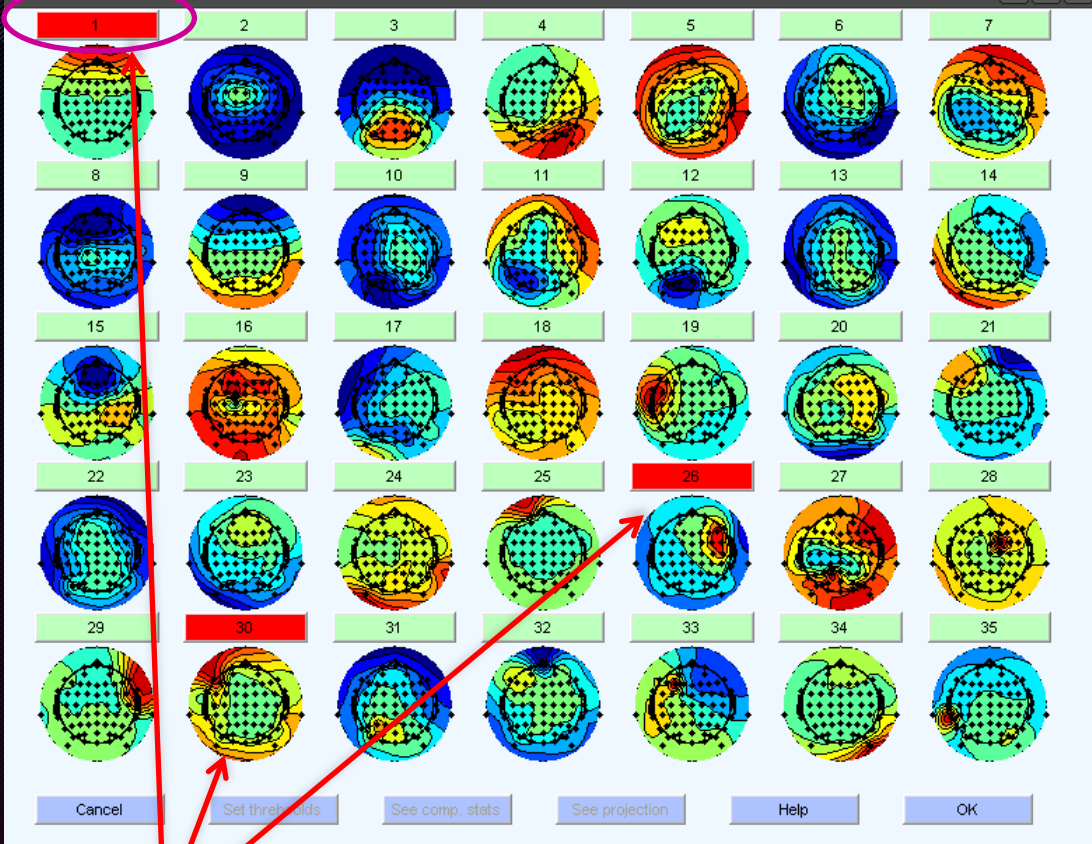 1 2 3 4 5 6 7
8 9 10 11 12 13 14
15 16 17 18 19 20 21
22 23 24 25 26 27 28
29 30 31 32 33 34 35
Cancel Set thresholds See comp. stats See projection Help OK